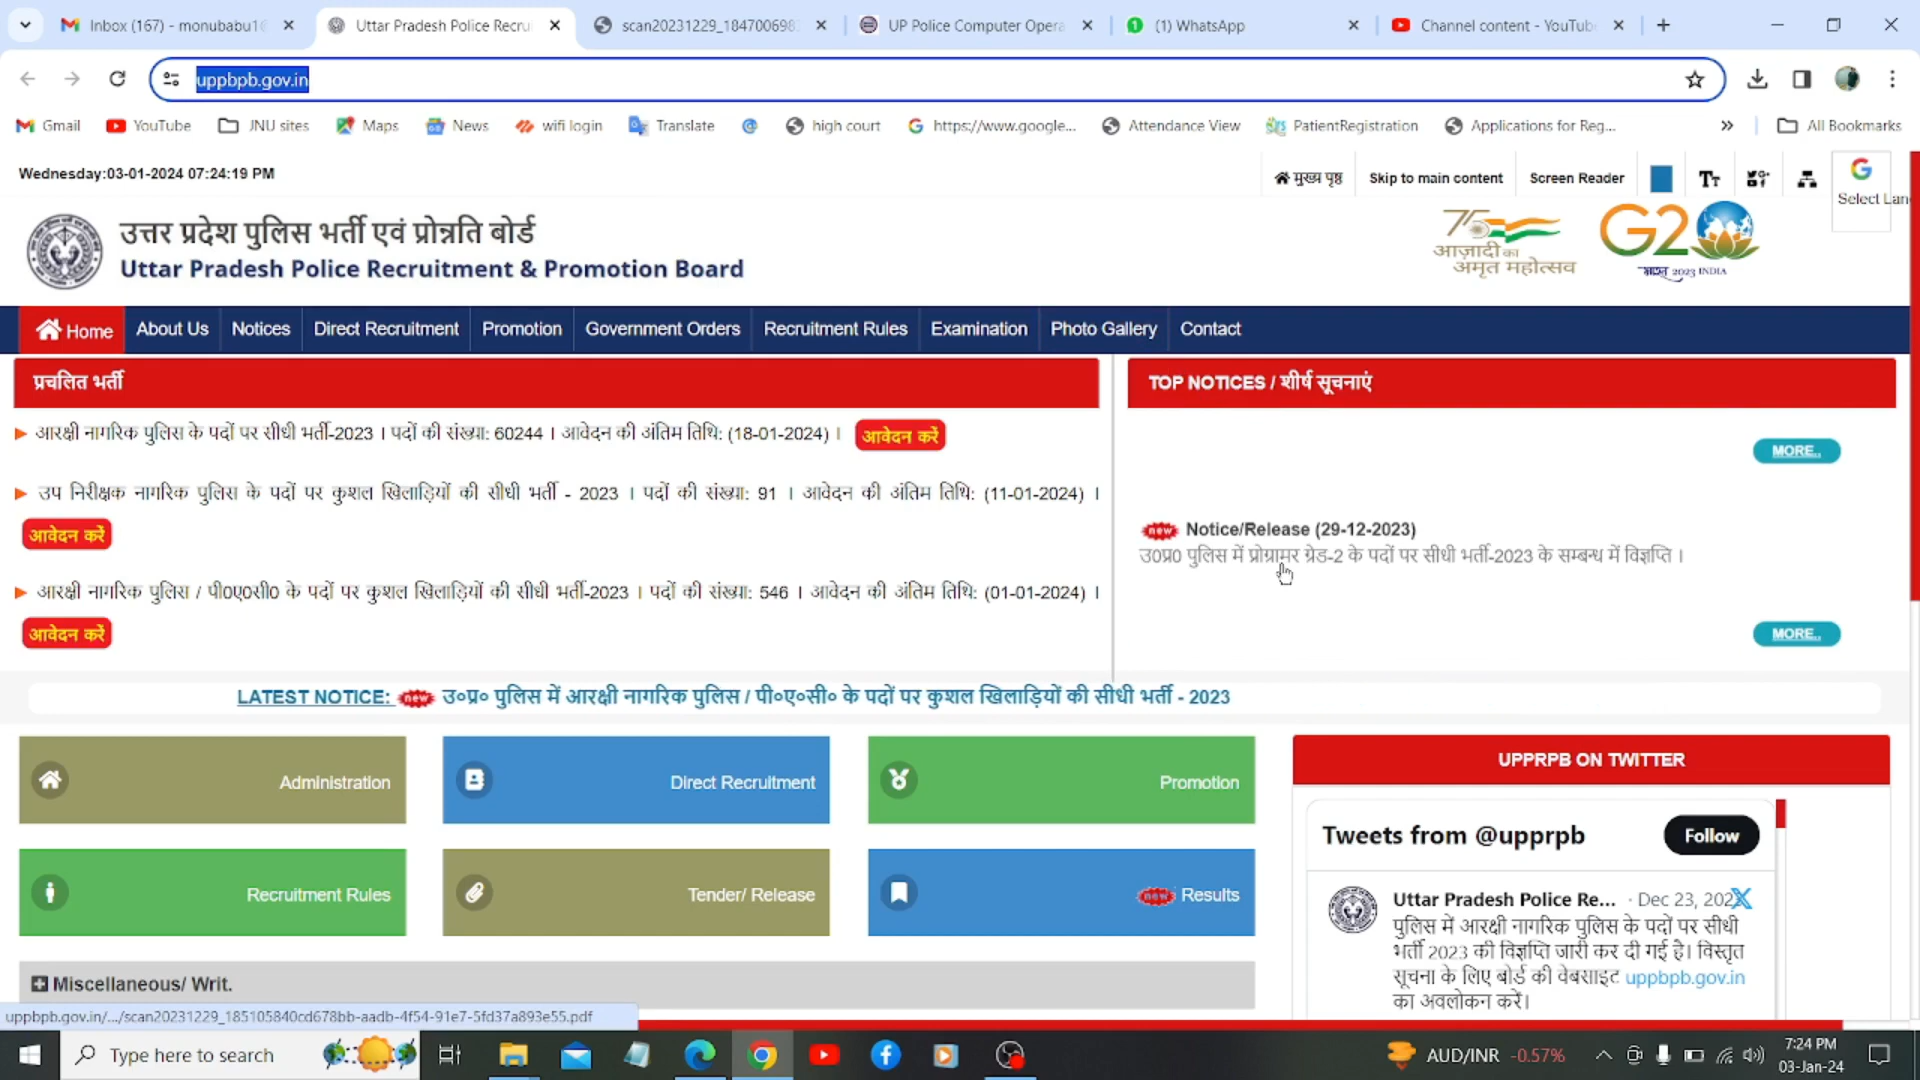 Inbox (167) - monubabu1
Uttar Pradesh Police Recru
scan20231229_184700698
UP Police Computer Opera
(1) WhatsApp
Channel content - YouTub
uppbpb.gov.in
Gmail
YouTube
JNU sites
Maps
News
wifi login
Translate
high court
https://www.google...
Attendance View
PatientRegistration
Applications for Reg...
All Bookmarks
Wednesday:03-01-2024 07:24:19 PM
मुख्य पृष्ठ
Skip to main content
Screen Reader
Select Lan
उत्तर प्रदेश पुलिस भर्ती एवं प्रोन्नति बोर्ड
Uttar Pradesh Police Recruitment & Promotion Board
आज़ादी का
अमृत महोत्सव
G20
भारत 2023 INDIA
Home
About Us
Notices
Direct Recruitment
Promotion
Government Orders
Recruitment Rules
Examination
Photo Gallery
Contact
प्रचलित भर्ती
आरक्षी नागरिक पुलिस के पदों पर सीधी भर्ती-2023 । पदों की संख्या: 60244 । आवेदन की अंतिम तिथि: (18-01-2024) । आवेदन करें
उप निरीक्षक नागरिक पुलिस के पदों पर कुशल खिलाड़ियों की सीधी भर्ती - 2023 । पदों की संख्या: 91 । आवेदन की अंतिम तिथि: (11-01-2024) ।
आवेदन करें
आरक्षी नागरिक पुलिस / पी0ए0सी0 के पदों पर कुशल खिलाड़ियों की सीधी भर्ती-2023 । पदों की संख्या: 546 । आवेदन की अंतिम तिथि: (01-01-2024) ।
आवेदन करें
TOP NOTICES / शीर्ष सूचनाएं
MORE..
new Notice/Release (29-12-2023)
उ0प्र0 पुलिस में प्रोग्रामर ग्रेड-2 के पदों पर सीधी भर्ती-2023 के सम्बन्ध में विज्ञप्ति ।
MORE..
LATEST NOTICE: new उ०प्र० पुलिस में आरक्षी नागरिक पुलिस / पी०ए०सी० के पदों पर कुशल खिलाड़ियों की सीधी भर्ती - 2023
Administration
Direct Recruitment
Promotion
Recruitment Rules
Tender/ Release
new Results
Miscellaneous/ Writ.
UPPRPB ON TWITTER
Tweets from @upprpb
Follow
Uttar Pradesh Police Re... · Dec 23, 202
पुलिस में आरक्षी नागरिक पुलिस के पदों पर सीधी
भर्ती 2023 की विज्ञप्ति जारी कर दी गई है। विस्तृत
सूचना के लिए बोर्ड की वेबसाइट uppbpb.gov.in
का अवलोकन करें।
uppbpb.gov.in/.../scan20231229_185105840cd678bb-aadb-4f54-91e7-5fd37a893e55.pdf
Type here to search
AUD/INR -0.57%
7:24 PM
03-Jan-24